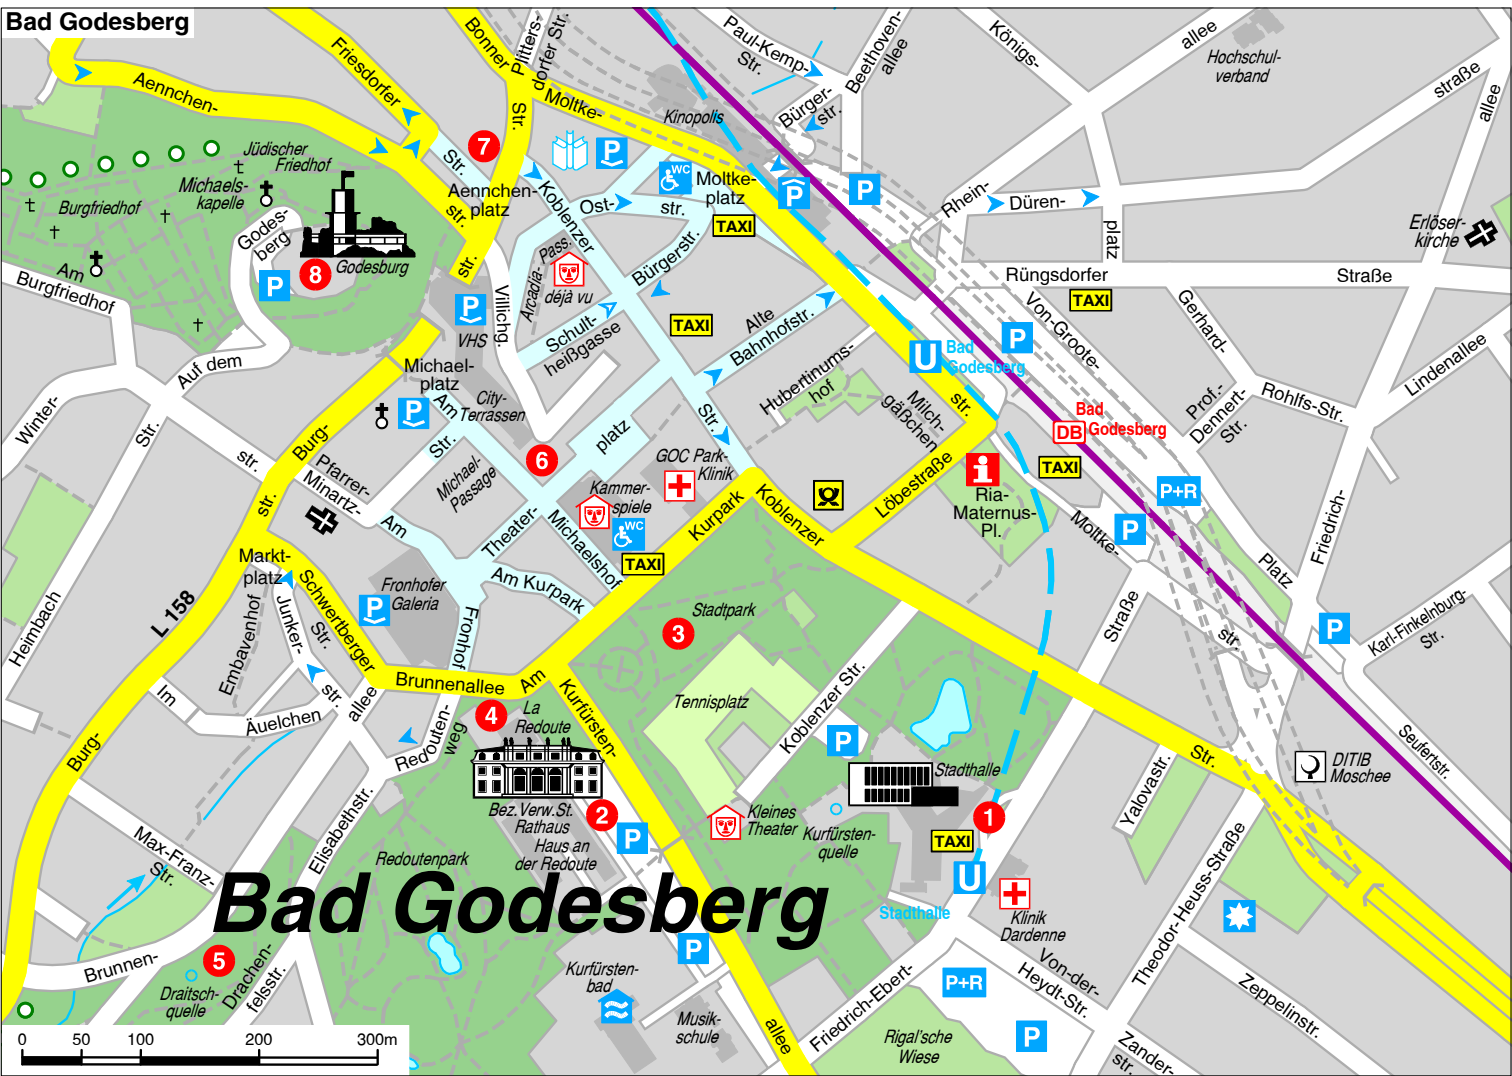 Bad Godesberg
Aennchen-
Friesdorfer
Str.
Bonner
Str.
Plitters-
dorfer Str.
Moltke-
Paul-Kemp-
Str.
Beethoven-
allee
Bürger-
str.
Königs-
allee
Hochschul-
verband
straße
allee
Kinopolis
Jüdischer
Friedhof
Michaels-
kapelle
Burgfriedhof
7
P
WC
Moltke-
platz
P
P
Aennchen-
platz
str.
str.
Koblenzer
Ost-
str.
TAXI
Rhein-
Düren-
platz
Erlöser-
kirche
Godes-
berg
Am
Burgfriedhof
P
8
Godesburg
Arcadia-Pass.
déjà vu
Bürgerstr.
Rüngsdorfer
Straße
TAXI
P
VHS
Villichg.
Schult-
heißgasse
TAXI
Alte
Bahnhofstr.
U
Bad
Godesberg
P
Von-Groote-
Gerhard-
Auf dem
Michael-
platz
P
City-
Terrassen
Am
Str.
Hubertinums-
hof
Milch-
gäßchen
str.
Bad
Godesberg
DB
Prof.-
Dennert-
Str.
Rohlfs-Str.
Lindenallee
Winter-
Str.
str.
Burg-
str.
Pfarrer-
Minartz-
Michael-
Passage
6
platz
Str.
GOC Park-
Klinik
Kammer-
spiele
WC
TAXI
Kurpark
Koblenzer
Löbestraße
i
Ria-
Maternus-
Pl.
TAXI
P+R
P
Moltke-
Friedrich-
Platz
Am
Theater-
Michaelshof
Am Kurpark
Markt-
platz
Fronhofer
Galeria
P
L 158
Schwertberger
Str.
Embavenhof
Junker-
str.
Fronhof
Heimbach
3
Stadtpark
Straße
str.
P
Karl-Finkelnburg-
Str.
Im
Äuelchen
allee
Brunnenallee
Am
4
La
Redoute
Kurfürsten-
Tennisplatz
Koblenzer Str.
P
Stadthalle
Str.
Burg-
Redouten-
weg
Yalovastr.
DITIB
Moschee
Seufertstr.
Bez.Verw.St.
Rathaus
Haus an
der Redoute
2
P
Kleines
Theater
Kurfürsten-
quelle
1
TAXI
U
Stadthalle
Klinik
Dardenne
Max-Franz-
Str.
Elisabethstr.
Redoutenpark
Bad Godesberg
Theodor-Heuss-Straße
Brunnen-
5
Draitsch-
quelle
Drachen-
felsstr.
Kurfürsten-
bad
P
Musik-
schule
allee
Friedrich-Ebert-
P+R
Von-der-
Heydt-Str.
Zeppelinstr.
Rigal'sche
Wiese
P
Zander-
str.
0 50 100 200 300m